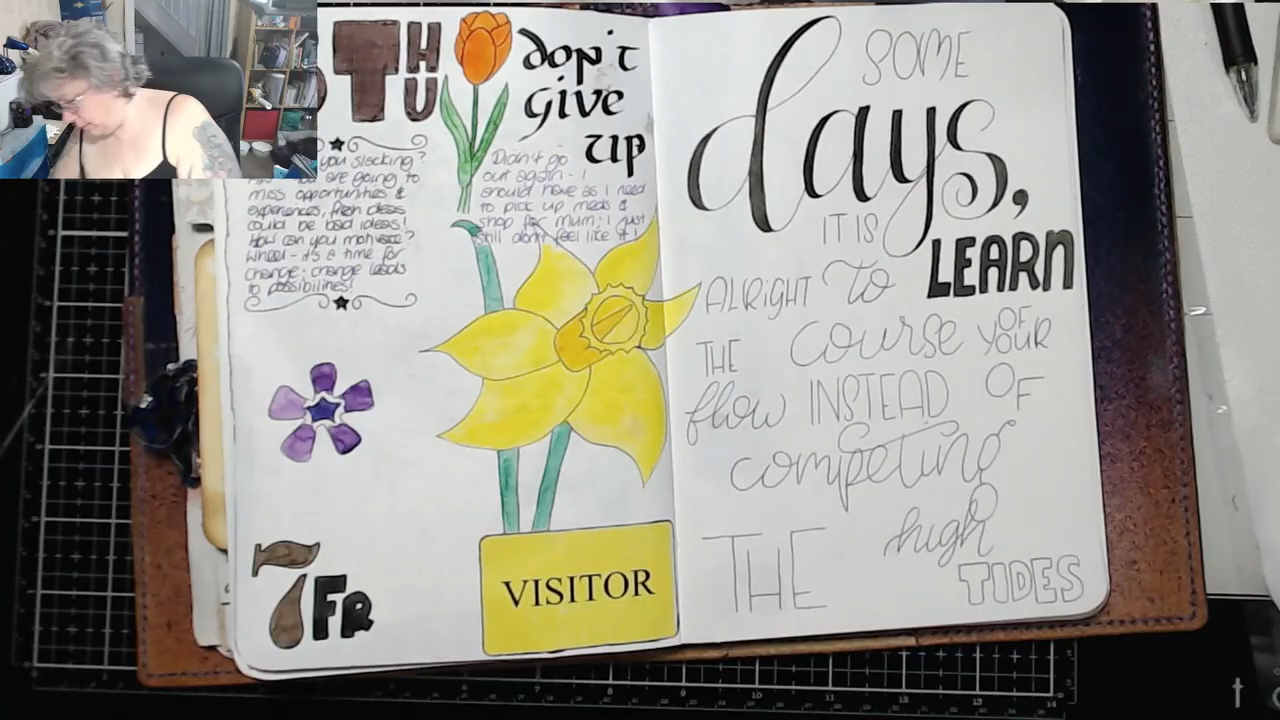 THU
don't
Give
UP
you slacking?
are going to
miss opportunities &
experiences, fresh ideas
could be bad ideas!
How can you motivate?
Wheel - it's a time for
change; change leads
to possibilities!
Didn't go
out again - I
should have as I need
to pick up meds &
shop for mum; I just
still don't feel like it!
7 FR
VISITOR
SOME
days,
IT IS
ALRIGHT TO LEARN
THE course OF YOUR
flow INSTEAD OF
competing
high
THE TIDES